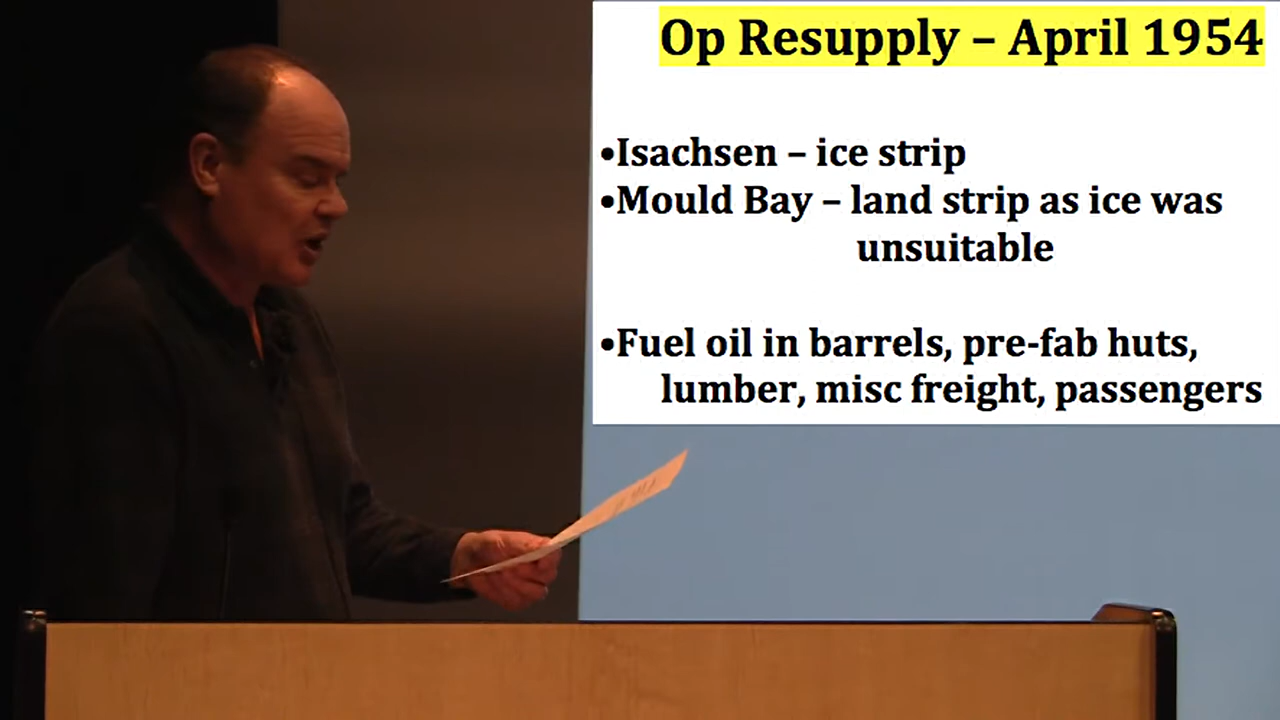 Op Resupply – April 1954
•Isachsen – ice strip
•Mould Bay – land strip as ice was
unsuitable
•Fuel oil in barrels, pre-fab huts,
lumber, misc freight, passengers